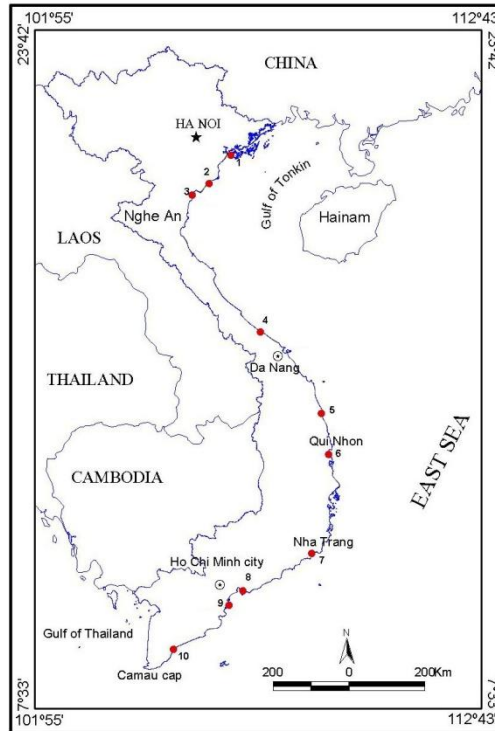 101°55'
112°43'
23°42'
23°42'
CHINA
HA NOI
1
2
3
Gulf of Tonkin
Nghe An
Hainam
LAOS
4
Da Nang
THAILAND
5
Qui Nhon
6
CAMBODIA
EAST SEA
Nha Trang
7
Ho Chi Minh city
8
9
Gulf of Thailand
10
Camau cap
N
200 0 200Km
7°33'
7°33'
101°55'
112°43'